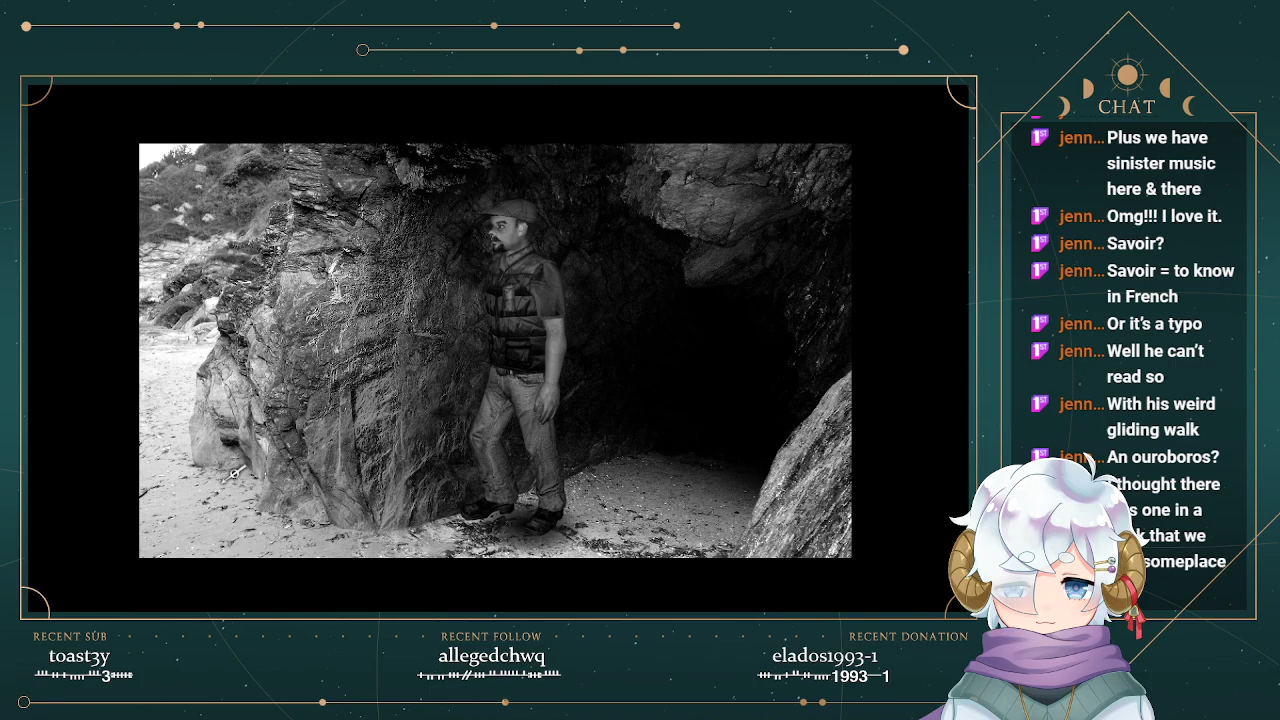 CHAT
jenn... Plus we have
sinister music
here & there
jenn... Omg!!! I love it.
jenn... Savoir?
jenn... Savoir = to know
in French
jenn... Or it's a typo
jenn... Well he can't
read so
jenn... With his weird
gliding walk
jenn... An ouroboros?
thought there
one in a
that we
someplace
RECENT SUB
RECENT FOLLOW
RECENT DONATION
toast3y
allegedchwq
elados1993-1
3
1993 1